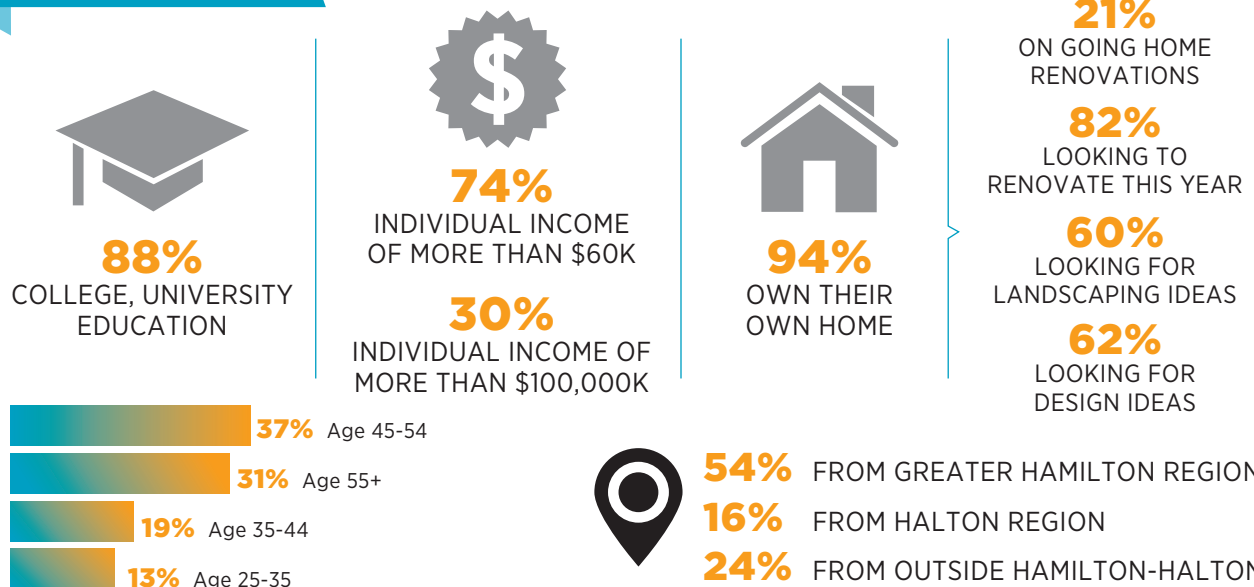 88%
COLLEGE, UNIVERSITY
EDUCATION
74%
INDIVIDUAL INCOME
OF MORE THAN $60K
30%
INDIVIDUAL INCOME OF
MORE THAN $100,000K
94%
OWN THEIR
OWN HOME
21%
ON GOING HOME
RENOVATIONS
82%
LOOKING TO
RENOVATE THIS YEAR
60%
LOOKING FOR
LANDSCAPING IDEAS
62%
LOOKING FOR
DESIGN IDEAS
37% Age 45-54
31% Age 55+
19% Age 35-44
13% Age 25-35
54% FROM GREATER HAMILTON REGION
16% FROM HALTON REGION
24% FROM OUTSIDE HAMILTON-HALTON